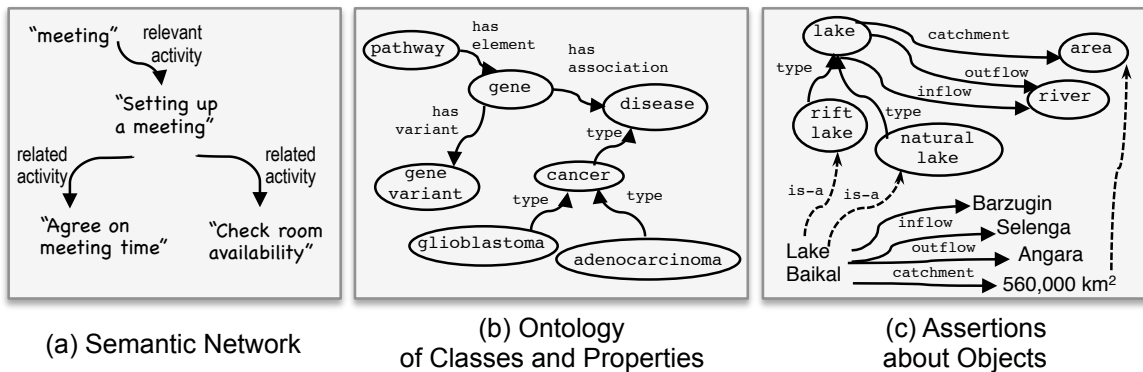 “meeting”
relevant
activity
“Setting up
a meeting”
related
activity
related
activity
“Agree on
meeting time”
“Check room
availability”
(a) Semantic Network
pathway
has
element
gene
has
association
disease
has
variant
gene
variant
type
cancer
type
type
glioblastoma
adenocarcinoma
(b) Ontology
of Classes and Properties
lake
catchment
area
type
outflow
inflow
river
rift
lake
type
natural
lake
is-a
is-a
Barzugin
inflow
Selenga
Lake
Baikal
outflow
Angara
catchment
560,000 km²
(c) Assertions
about Objects